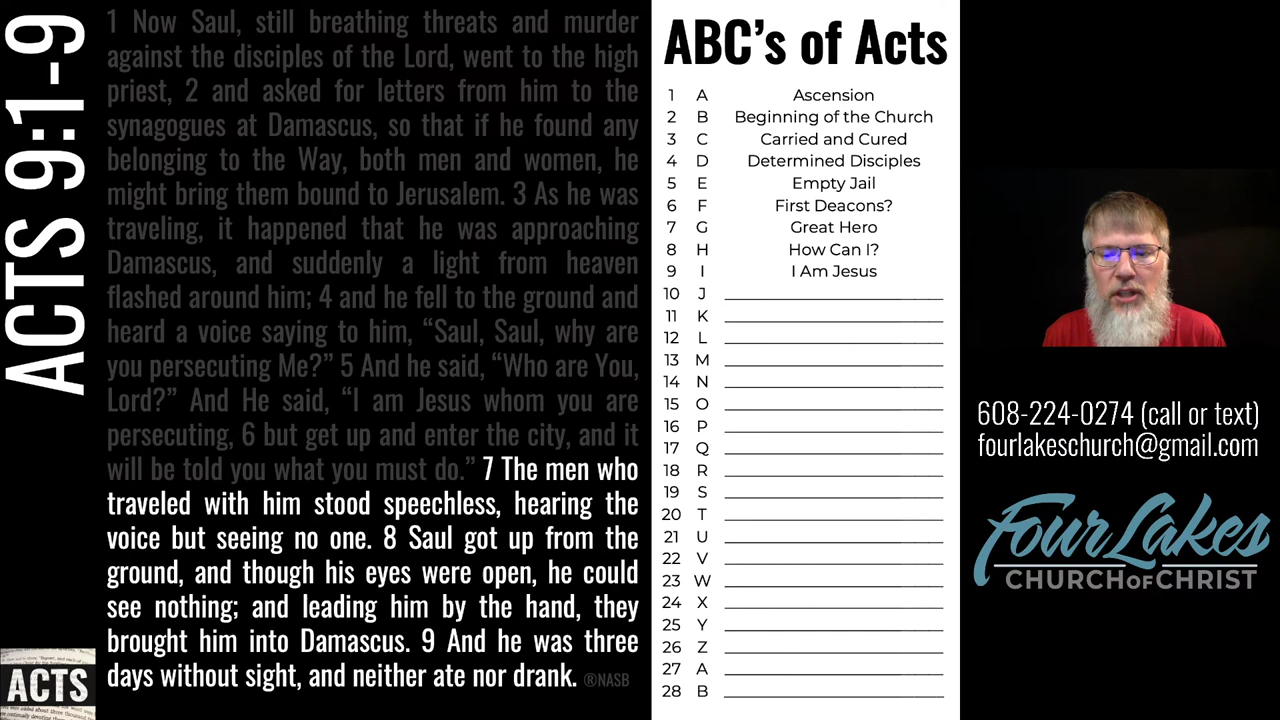 ACTS 9:1-9
1 Now Saul, still breathing threats and murder
against the disciples of the Lord, went to the high
priest, 2 and asked for letters from him to the
synagogues at Damascus, so that if he found any
belonging to the Way, both men and women, he
might bring them bound to Jerusalem. 3 As he was
traveling, it happened that he was approaching
Damascus, and suddenly a light from heaven
flashed around him; 4 and he fell to the ground and
heard a voice saying to him, “Saul, Saul, why are
you persecuting Me?” 5 And he said, “Who are You,
Lord?” And He said, “I am Jesus whom you are
persecuting, 6 but get up and enter the city, and it
will be told you what you must do.” 7 The men who
traveled with him stood speechless, hearing the
voice but seeing no one. 8 Saul got up from the
ground, and though his eyes were open, he could
see nothing; and leading him by the hand, they
brought him into Damascus. 9 And he was three
days without sight, and neither ate nor drank. ®NASB
ACTS
ABC’s of Acts
1 A Ascension
2 B Beginning of the Church
3 C Carried and Cured
4 D Determined Disciples
5 E Empty Jail
6 F First Deacons?
7 G Great Hero
8 H How Can I?
9 I I Am Jesus
10 J
11 K
12 L
13 M
14 N
15 O
16 P
17 Q
18 R
19 S
20 T
21 U
22 V
23 W
24 X
25 Y
26 Z
27 A
28 B
608-224-0274 (call or text)
fourlakeschurch@gmail.com
Four Lakes
CHURCH OF CHRIST